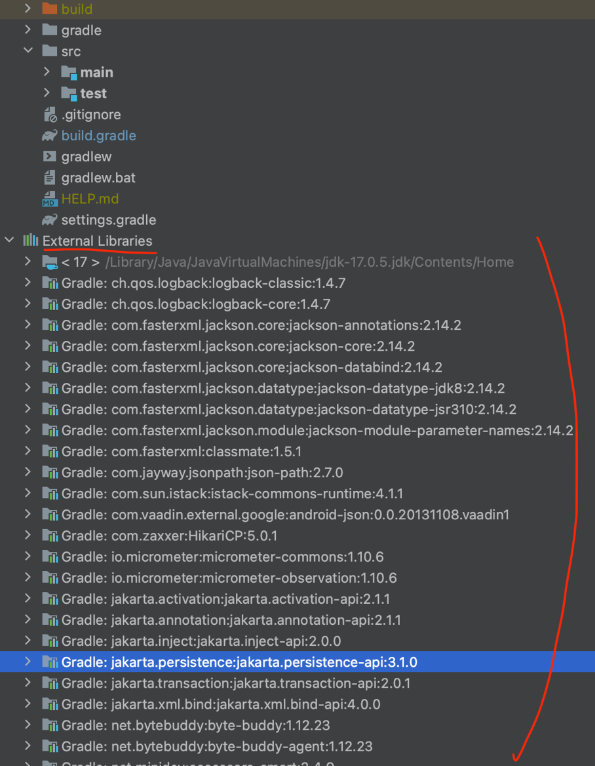 build
gradle
src
main
test
.gitignore
build.gradle
gradlew
gradlew.bat
HELP.md
settings.gradle
External Libraries
< 17 > /Library/Java/JavaVirtualMachines/jdk-17.0.5.jdk/Contents/Home
Gradle: ch.qos.logback:logback-classic:1.4.7
Gradle: ch.qos.logback:logback-core:1.4.7
Gradle: com.fasterxml.jackson.core:jackson-annotations:2.14.2
Gradle: com.fasterxml.jackson.core:jackson-core:2.14.2
Gradle: com.fasterxml.jackson.core:jackson-databind:2.14.2
Gradle: com.fasterxml.jackson.datatype:jackson-datatype-jdk8:2.14.2
Gradle: com.fasterxml.jackson.datatype:jackson-datatype-jsr310:2.14.2
Gradle: com.fasterxml.jackson.module:jackson-module-parameter-names:2.14.2
Gradle: com.fasterxml:classmate:1.5.1
Gradle: com.jayway.jsonpath:json-path:2.7.0
Gradle: com.sun.istack:istack-commons-runtime:4.1.1
Gradle: com.vaadin.external.google:android-json:0.0.20131108.vaadin1
Gradle: com.zaxxer:HikariCP:5.0.1
Gradle: io.micrometer:micrometer-commons:1.10.6
Gradle: io.micrometer:micrometer-observation:1.10.6
Gradle: jakarta.activation:jakarta.activation-api:2.1.1
Gradle: jakarta.annotation:jakarta.annotation-api:2.1.1
Gradle: jakarta.inject:jakarta.inject-api:2.0.0
Gradle: jakarta.persistence:jakarta.persistence-api:3.1.0
Gradle: jakarta.transaction:jakarta.transaction-api:2.0.1
Gradle: jakarta.xml.bind:jakarta.xml.bind-api:4.0.0
Gradle: net.bytebuddy:byte-buddy:1.12.23
Gradle: net.bytebuddy:byte-buddy-agent:1.12.23